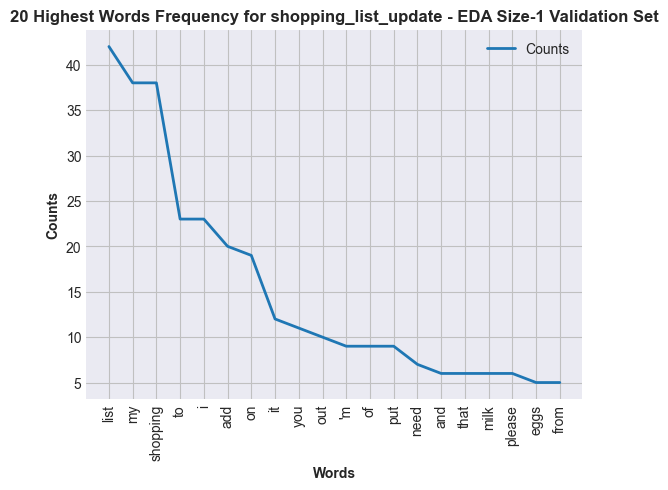 20 Highest Words Frequency for shopping_list_update - EDA Size-1 Validation Set
Counts
Counts
40
35
30
25
20
15
10
5
list
my
shopping
to
i
add
on
it
you
out
'm
of
put
need
and
that
milk
please
eggs
from
Words